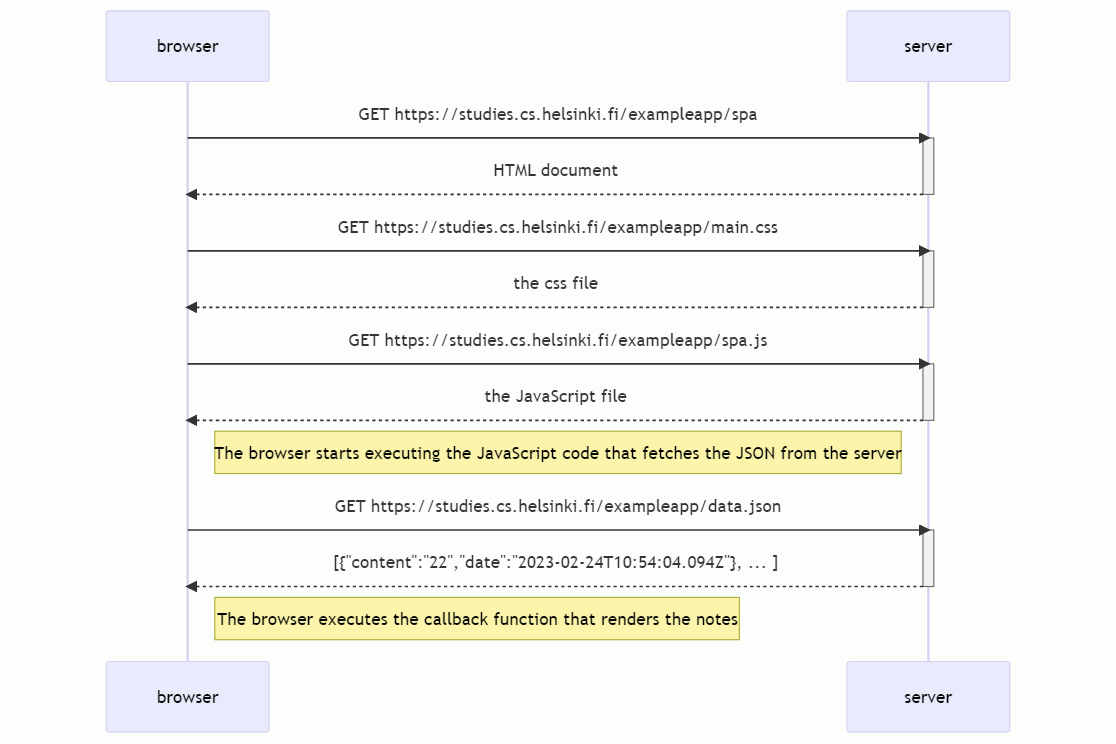 browser
server
GET https://studies.cs.helsinki.fi/exampleapp/spa
HTML document
GET https://studies.cs.helsinki.fi/exampleapp/main.css
the css file
GET https://studies.cs.helsinki.fi/exampleapp/spa.js
the JavaScript file
The browser starts executing the JavaScript code that fetches the JSON from the server
GET https://studies.cs.helsinki.fi/exampleapp/data.json
[{"content":"22","date":"2023-02-24T10:54:04.094Z"}, ... ]
The browser executes the callback function that renders the notes
browser
server